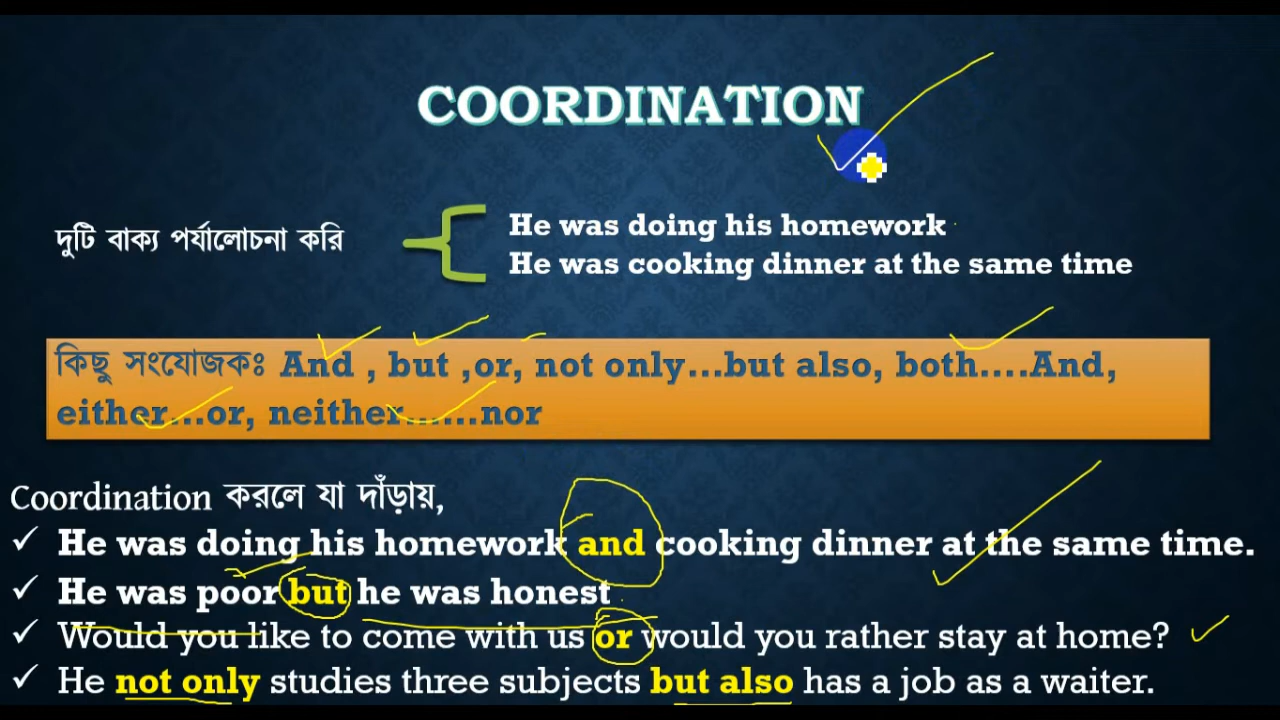 COORDINATION
দুটি বাক্য পর্যালোচনা করি
He was doing his homework
He was cooking dinner at the same time
কিছু সংযোজকঃ And , but ,or, not only...but also, both....And,
either....or, neither.......nor
Coordination করলে যা দাঁড়ায়,
✓ He was doing his homework and cooking dinner at the same time.
✓ He was poor but he was honest
✓ Would you like to come with us or would you rather stay at home?
✓ He not only studies three subjects but also has a job as a waiter.